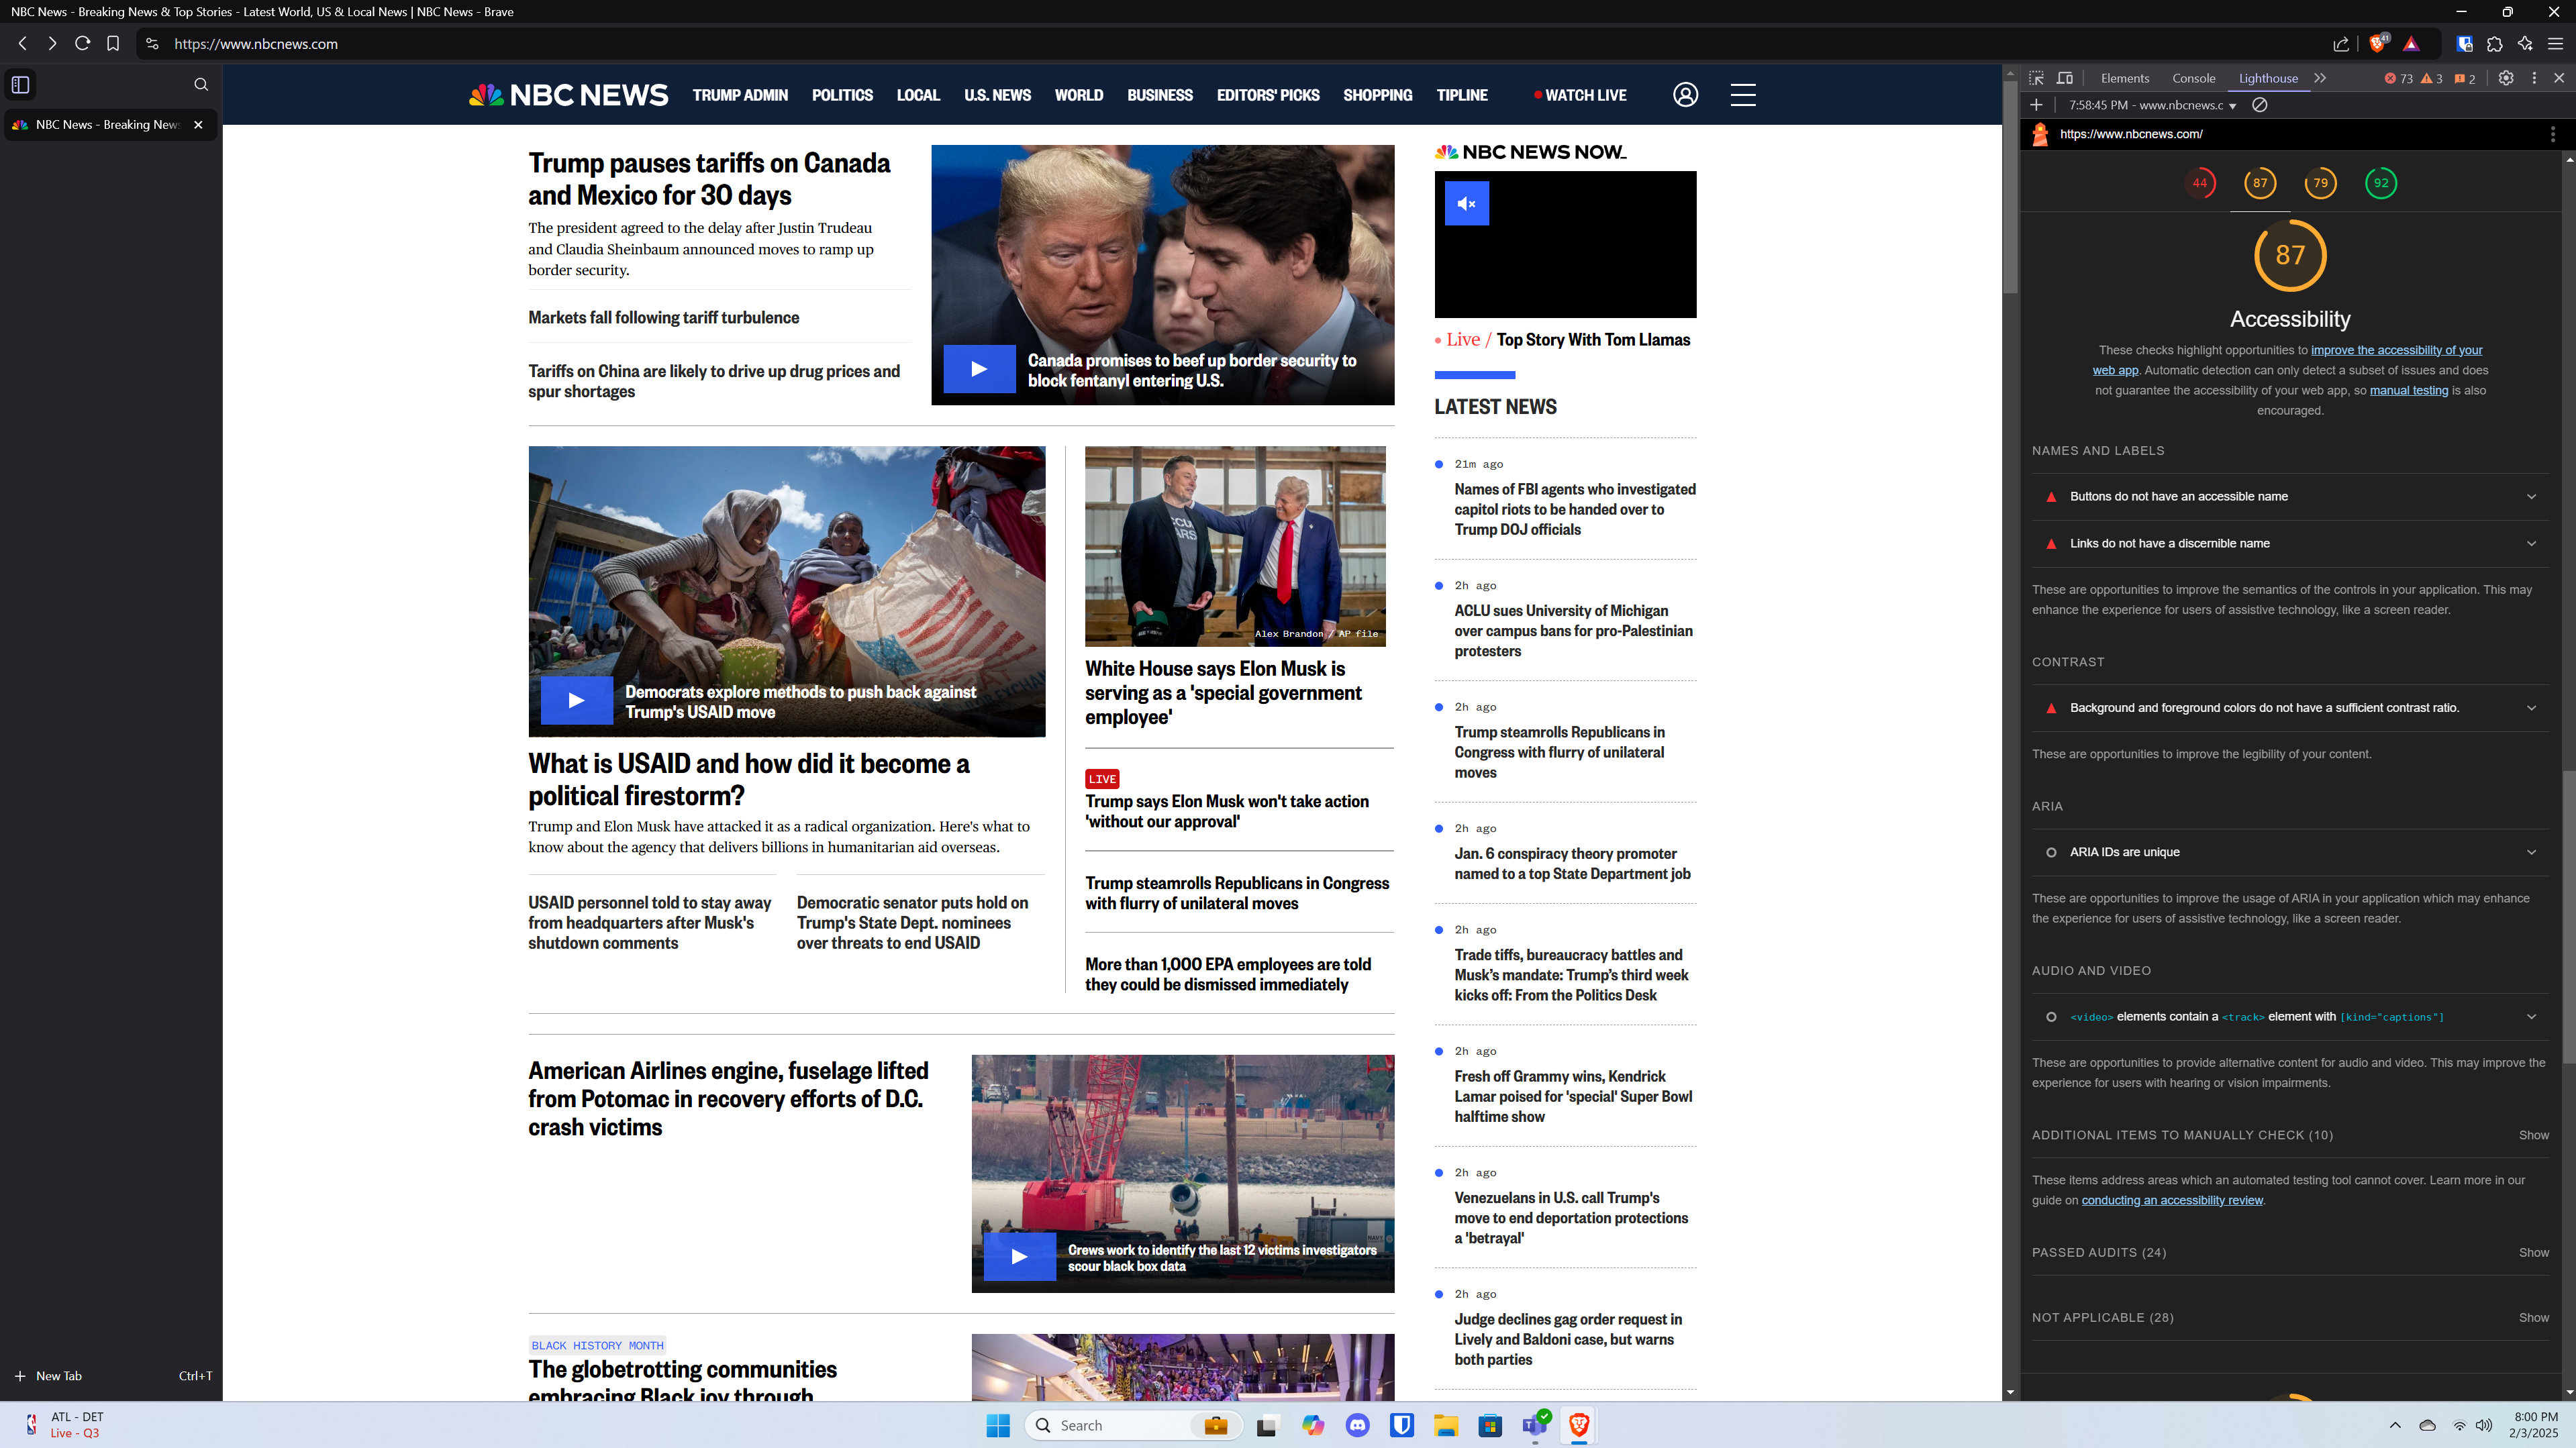 NBC News - Breaking News & Top Stories - Latest World, US & Local News | NBC News - Brave
https://www.nbcnews.com
41
NBC News - Breaking News
New Tab
Ctrl+T
NBC NEWS
TRUMP ADMIN
POLITICS
LOCAL
U.S. NEWS
WORLD
BUSINESS
EDITORS' PICKS
SHOPPING
TIPLINE
WATCH LIVE
Trump pauses tariffs on Canada
and Mexico for 30 days
The president agreed to the delay after Justin Trudeau
and Claudia Sheinbaum announced moves to ramp up
border security.
Markets fall following tariff turbulence
Tariffs on China are likely to drive up drug prices and
spur shortages
Canada promises to beef up border security to
block fentanyl entering U.S.
Democrats explore methods to push back against
Trump's USAID move
What is USAID and how did it become a
political firestorm?
Trump and Elon Musk have attacked it as a radical organization. Here's what to
know about the agency that delivers billions in humanitarian aid overseas.
USAID personnel told to stay away
from headquarters after Musk's
shutdown comments
Democratic senator puts hold on
Trump's State Dept. nominees
over threats to end USAID
Alex Brandon / AP file
White House says Elon Musk is
serving as a 'special government
employee'
LIVE
Trump says Elon Musk won't take action
'without our approval'
Trump steamrolls Republicans in Congress
with flurry of unilateral moves
More than 1,000 EPA employees are told
they could be dismissed immediately
American Airlines engine, fuselage lifted
from Potomac in recovery efforts of D.C.
crash victims
Crews work to identify the last 12 victims investigators
scour black box data
BLACK HISTORY MONTH
The globetrotting communities
embracing Black joy through
NBC NEWS NOW_
Live / Top Story With Tom Llamas
LATEST NEWS
21m ago
Names of FBI agents who investigated
capitol riots to be handed over to
Trump DOJ officials
2h ago
ACLU sues University of Michigan
over campus bans for pro-Palestinian
protesters
2h ago
Trump steamrolls Republicans in
Congress with flurry of unilateral
moves
2h ago
Jan. 6 conspiracy theory promoter
named to a top State Department job
2h ago
Trade tiffs, bureaucracy battles and
Musk’s mandate: Trump’s third week
kicks off: From the Politics Desk
2h ago
Fresh off Grammy wins, Kendrick
Lamar poised for 'special' Super Bowl
halftime show
2h ago
Venezuelans in U.S. call Trump's
move to end deportation protections
a 'betrayal'
2h ago
Judge declines gag order request in
Lively and Baldoni case, but warns
both parties
Elements
Console
Lighthouse
73
3
2
7:58:45 PM - www.nbcnews.c
https://www.nbcnews.com/
44
87
79
92
87
Accessibility
These checks highlight opportunities to improve the accessibility of your
web app. Automatic detection can only detect a subset of issues and does
not guarantee the accessibility of your web app, so manual testing is also
encouraged.
NAMES AND LABELS
Buttons do not have an accessible name
Links do not have a discernible name
These are opportunities to improve the semantics of the controls in your application. This may
enhance the experience for users of assistive technology, like a screen reader.
CONTRAST
Background and foreground colors do not have a sufficient contrast ratio.
These are opportunities to improve the legibility of your content.
ARIA
ARIA IDs are unique
These are opportunities to improve the usage of ARIA in your application which may enhance
the experience for users of assistive technology, like a screen reader.
AUDIO AND VIDEO
<video> elements contain a <track> element with [kind="captions"]
These are opportunities to provide alternative content for audio and video. This may improve the
experience for users with hearing or vision impairments.
ADDITIONAL ITEMS TO MANUALLY CHECK (10)
Show
These items address areas which an automated testing tool cannot cover. Learn more in our
guide on conducting an accessibility review.
PASSED AUDITS (24)
Show
NOT APPLICABLE (28)
Show
ATL - DET
Live - Q3
Search
8:00 PM
2/3/2025